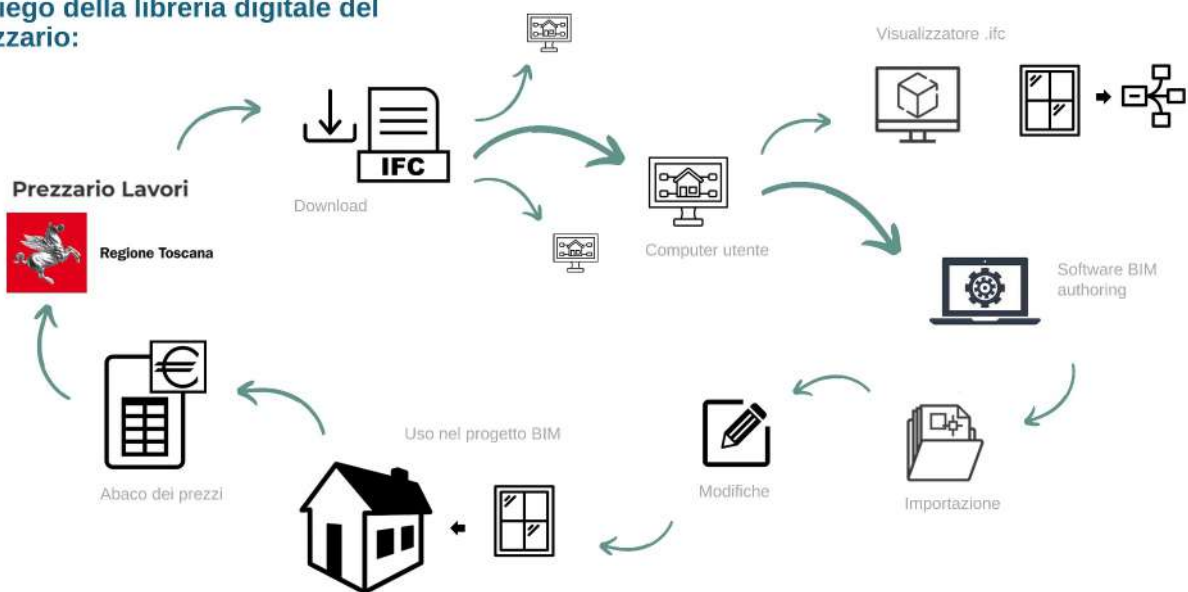 iego della libreria digitale del
zzario:
Visualizzatore .ifc
IFC
Download
Prezzario Lavori
Regione Toscana
Computer utente
Software BIM
authoring
Uso nel progetto BIM
Abaco dei prezzi
Modifiche
Importazione